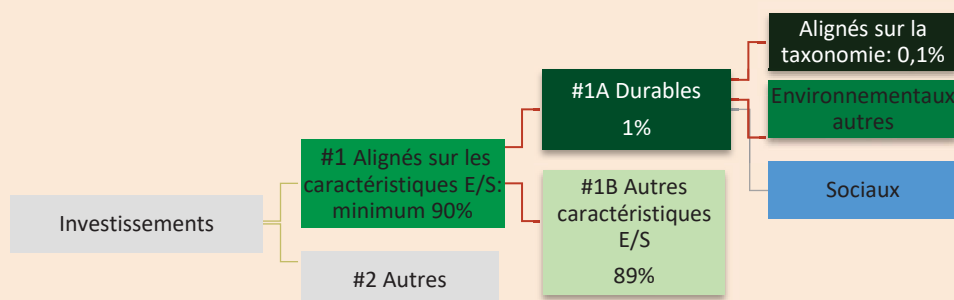 Investissements
#1 Alignés sur les
caractéristiques E/S:
minimum 90%
#2 Autres
#1A Durables
1%
#1B Autres
caractéristiques
E/S
89%
Alignés sur la
taxonomie: 0,1%
Environnementaux
autres
Sociaux